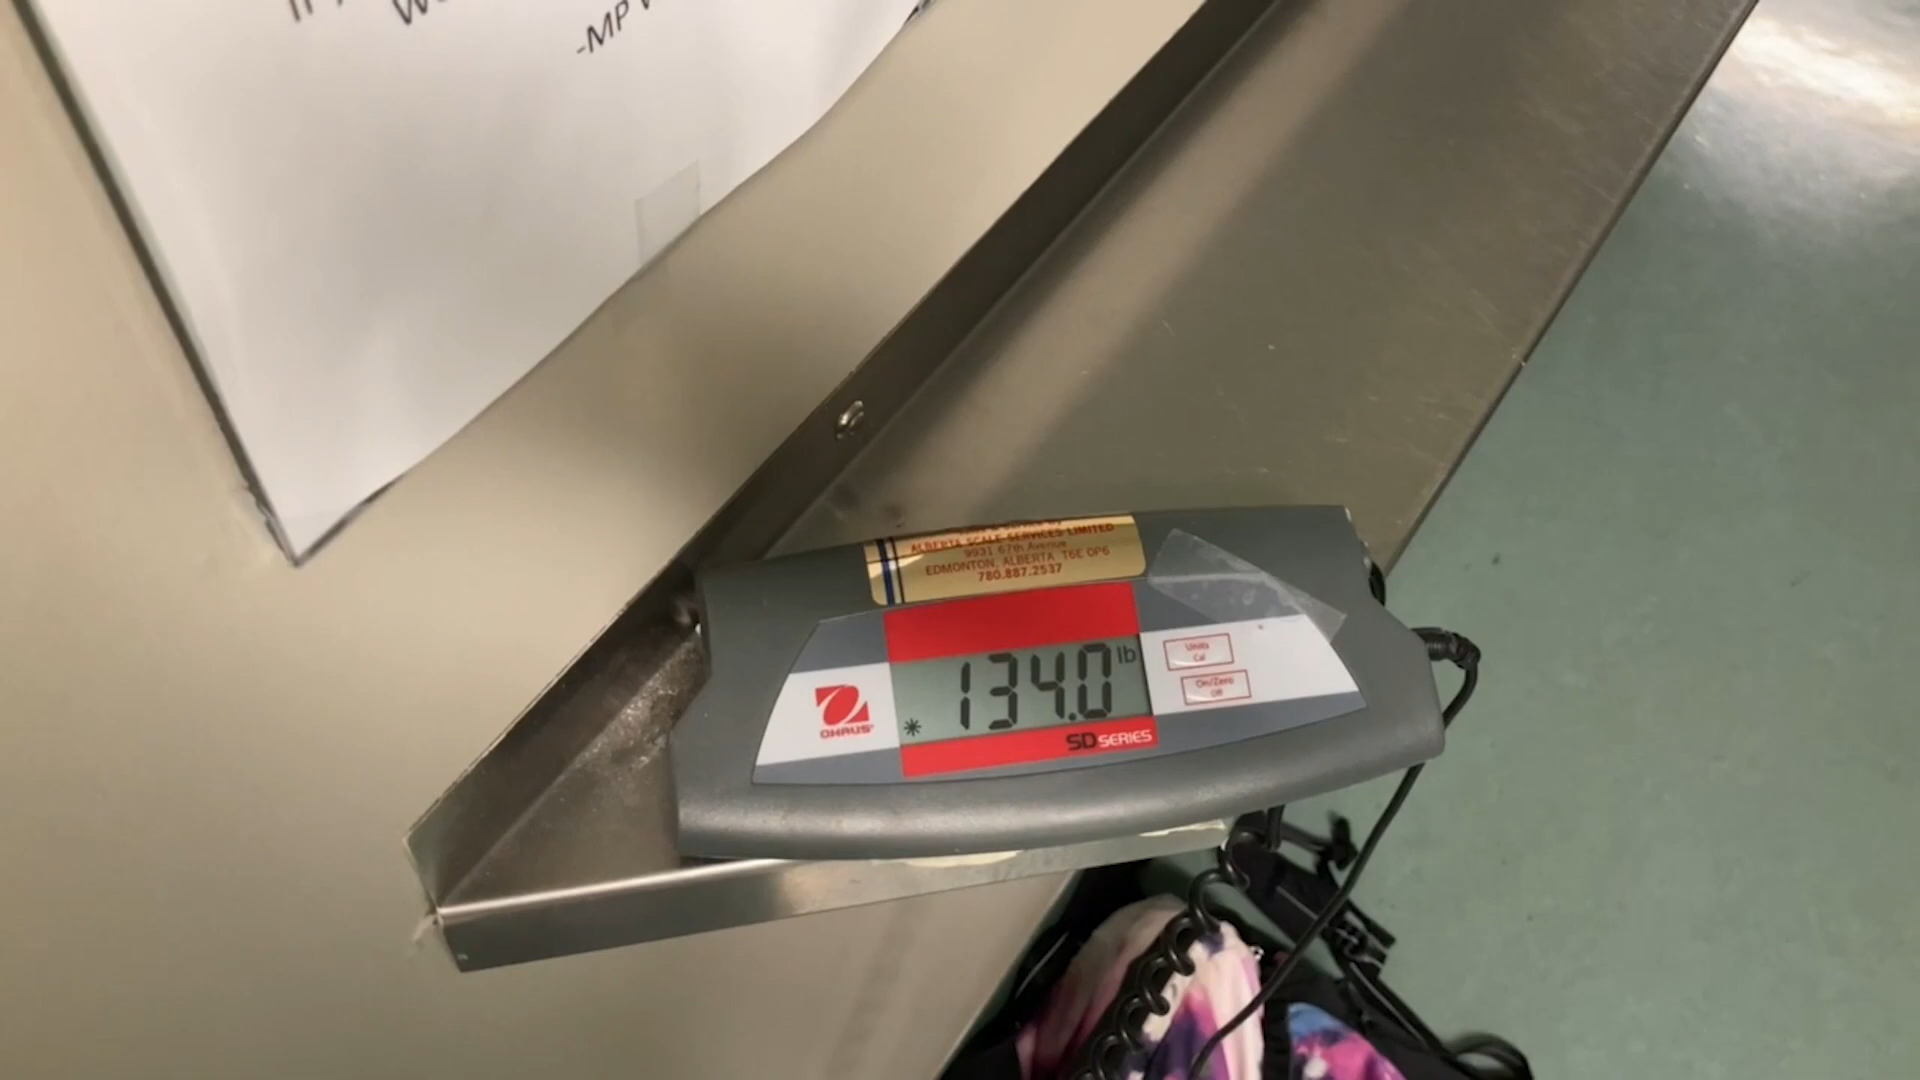 -MP
ALBERTA SCALE SERVICES LIMITED
9931 67th Avenue
EDMONTON, ALBERTA T6E 0P6
780.887.2537
134.0 lb
*
OHAUS
SD SERIES
Units
Cal
On/Zero
Off